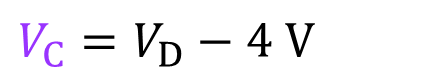 V_C = V_D − 4 V